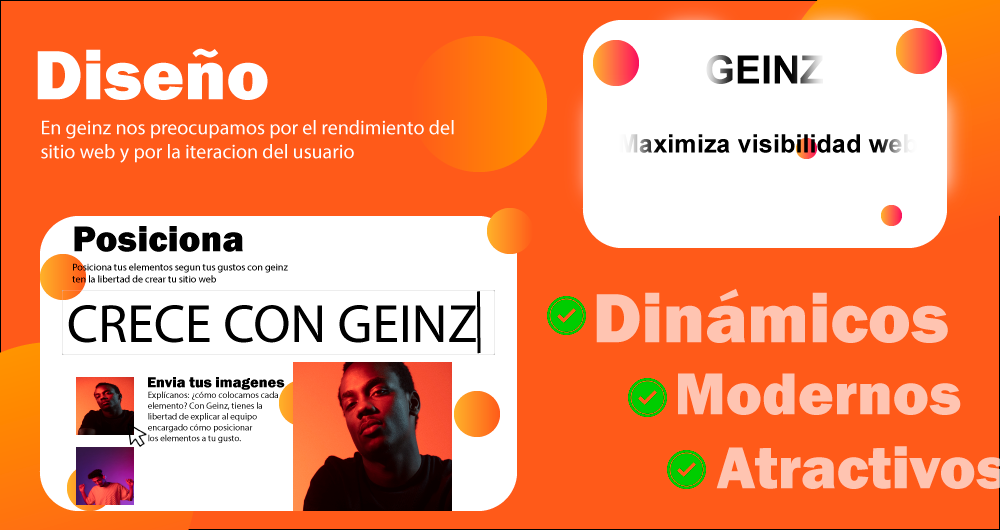 Diseño
En geinz nos preocupamos por el rendimiento del
sitio web y por la iteracion del usuario
GEINZ
Maximiza visibilidad web
Posiciona
Posiciona tus elementos segun tus gustos con geinz
ten la libertad de crear tu sitio web
CRECE CON GEINZ
Envia tus imagenes
Explícanos: ¿cómo colocamos cada
elemento? Con Geinz, tienes la
libertad de explicar al equipo
encargado cómo posicionar
los elementos a tu gusto.
Dinámicos
Modernos
Atractivos